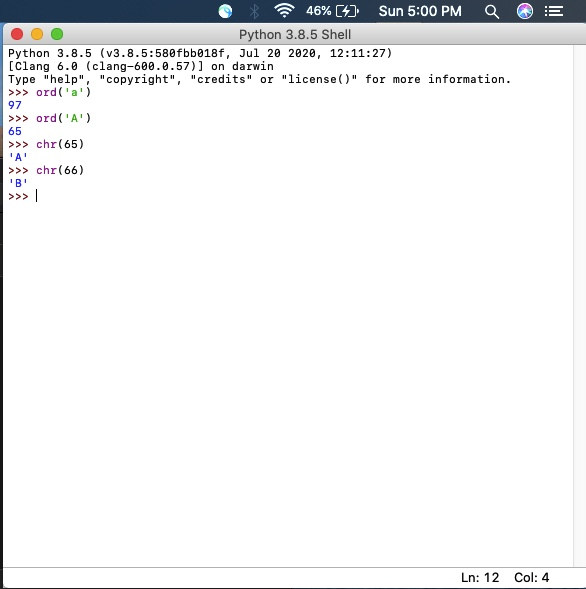 46% Sun 5:00 PM
Python 3.8.5 Shell
Python 3.8.5 (v3.8.5:580fbb018f, Jul 20 2020, 12:11:27)
[Clang 6.0 (clang-600.0.57)] on darwin
Type "help", "copyright", "credits" or "license()" for more information.
>>> ord('a')
97
>>> ord('A')
65
>>> chr(65)
'A'
>>> chr(66)
'B'
>>>
Ln: 12 Col: 4